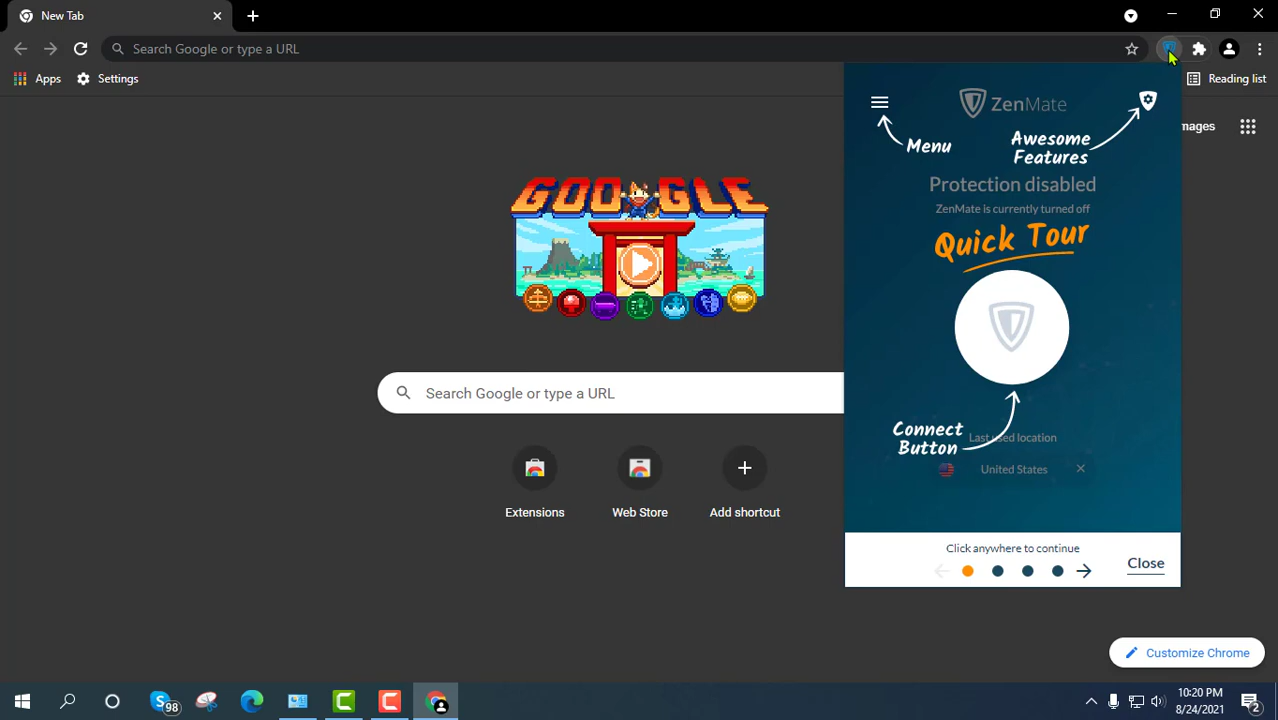 New Tab
Search Google or type a URL
Apps
Settings
Reading list
ZenMate
Menu
Awesome
Features
mages
Protection disabled
ZenMate is currently turned off
Quick Tour
GOOGLE
Search Google or type a URL
Connect
Button
Last used location
United States
Extensions
Web Store
Add shortcut
Click anywhere to continue
Close
Customize Chrome
98
10:20 PM
8/24/2021
2